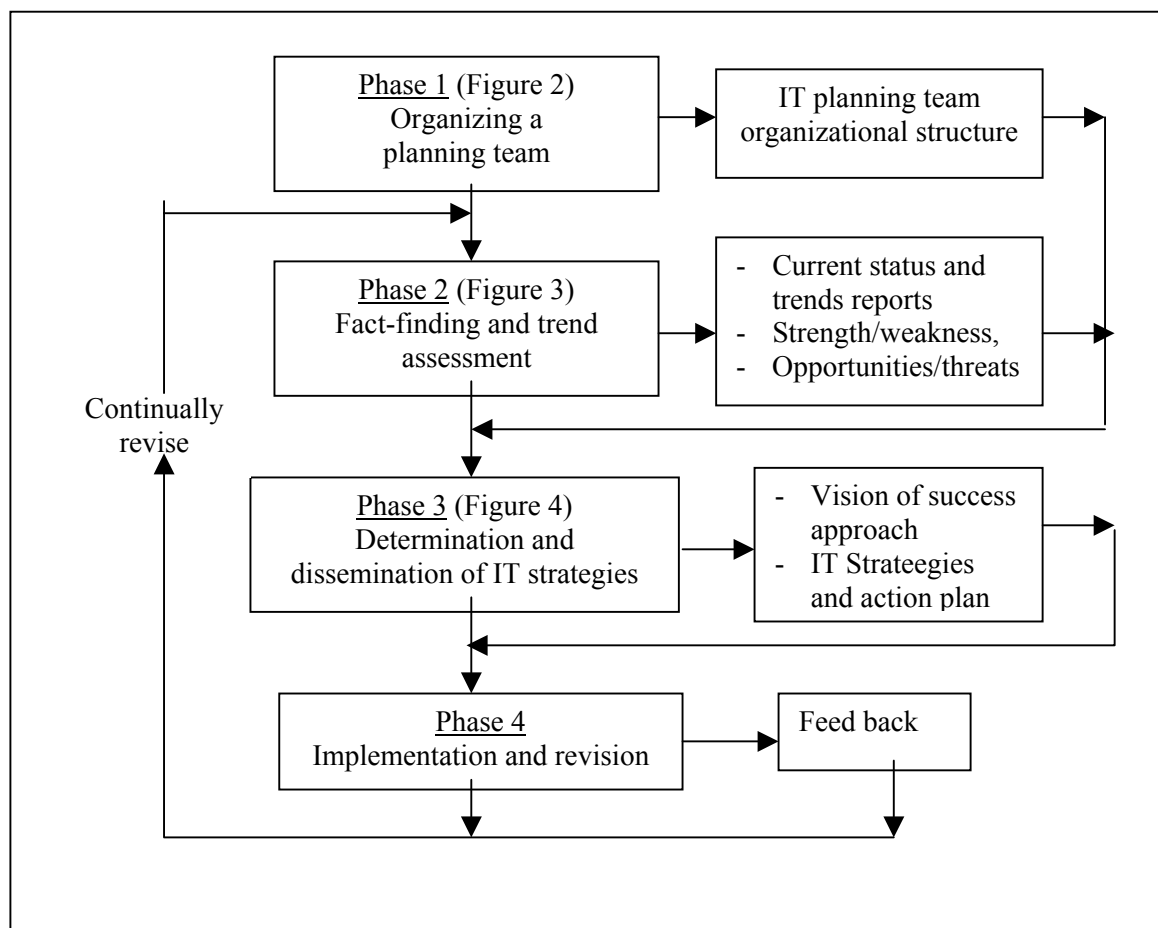 Phase 1 (Figure 2)
Organizing a
planning team
IT planning team
organizational structure
Phase 2 (Figure 3)
Fact-finding and trend
assessment
- Current status and
trends reports
- Strength/weakness,
- Opportunities/threats
Continually
revise
Phase 3 (Figure 4)
Determination and
dissemination of IT strategies
- Vision of success
approach
- IT Strateegies
and action plan
Phase 4
Implementation and revision
Feed back